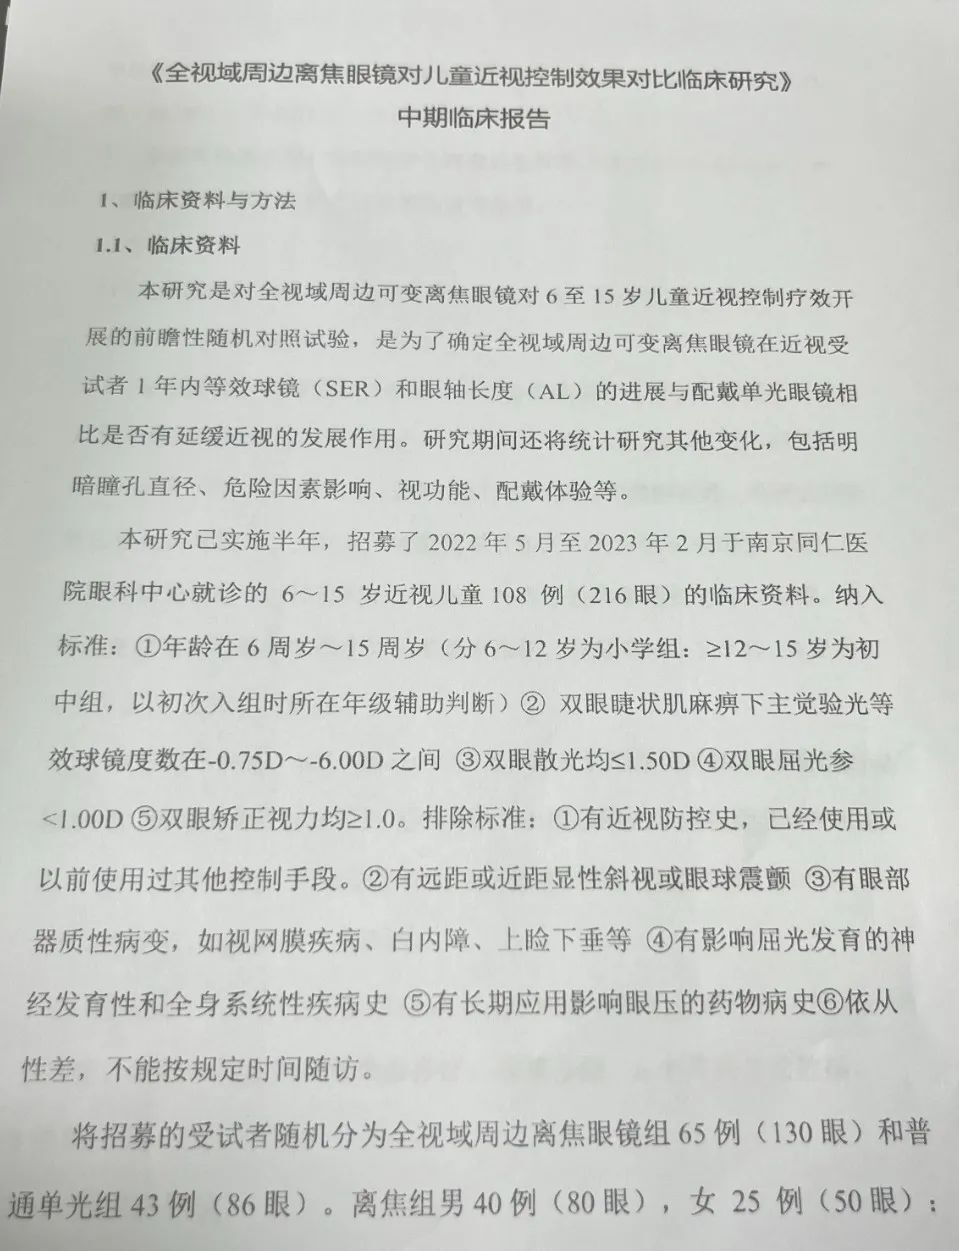 《全视域周边离焦眼镜对儿童近视控制效果对比临床研究》
中期临床报告
1、临床资料与方法
1.1、临床资料
本研究是对全视域周边可变离焦眼镜对 6 至 15 岁儿童近视控制疗效开
展的前瞻性随机对照试验，是为了确定全视域周边可变离焦眼镜在近视受
试者 1 年内等效球镜（SER）和眼轴长度（AL）的进展与配戴单光眼镜相
比是否有延缓近视的发展作用。研究期间还将统计研究其他变化，包括明
暗瞳孔直径、危险因素影响、视功能、配戴体验等。
本研究已实施半年，招募了 2022 年 5 月至 2023 年 2 月于南京同仁医
院眼科中心就诊的 6～15 岁近视儿童 108 例（216 眼）的临床资料。纳入
标准：①年龄在 6 周岁～15 周岁（分 6～12 岁为小学组：≥12～15 岁为初
中组，以初次入组时所在年级辅助判断）② 双眼睫状肌麻痹下主觉验光等
效球镜度数在-0.75D～-6.00D 之间 ③双眼散光均≤1.50D ④双眼屈光参
<1.00D ⑤双眼矫正视力均≥1.0。排除标准：①有近视防控史，已经使用或
以前使用过其他控制手段。②有远距或近距显性斜视或眼球震颤 ③有眼部
器质性病变，如视网膜疾病、白内障、上睑下垂等 ④有影响屈光发育的神
经发育性和全身系统性疾病史 ⑤有长期应用影响眼压的药物病史⑥依从
性差，不能按规定时间随访。
将招募的受试者随机分为全视域周边离焦眼镜组 65 例（130 眼）和普
通单光组 43 例（86 眼）。离焦组男 40 例（80 眼），女 25 例（50 眼）；